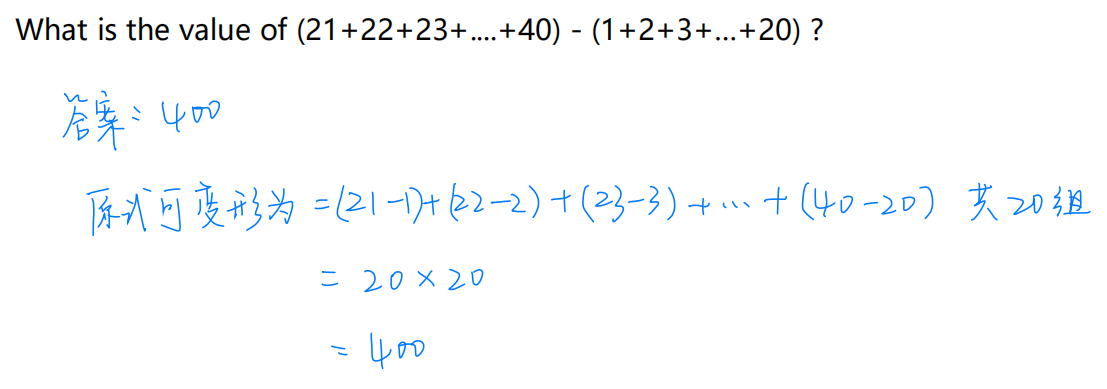 What is the value of (21+22+23+....+40) - (1+2+3+...+20) ?
答案：400
原式可变形为 =(21-1)+(22-2)+(23-3)+...+(40-20) 共20组
= 20×20
= 400